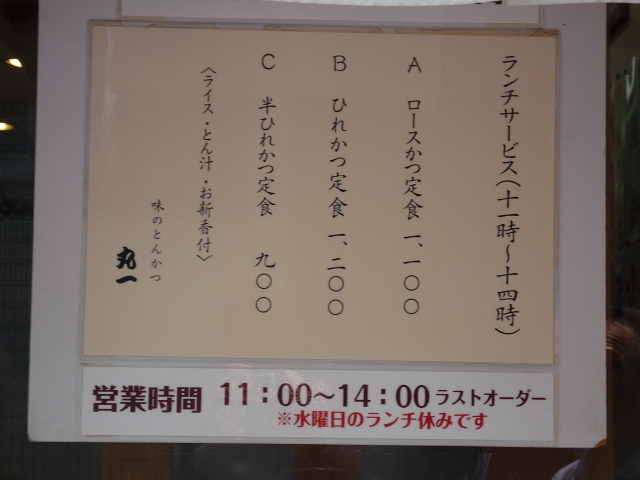 ランチサービス(十一時〜十四時)
A ロースかつ定食 一、一〇〇
B ひれかつ定食 一、二〇〇
C 半ひれかつ定食 九〇〇
〈ライス・とん汁・お新香付〉
味のとんかつ
丸一
営業時間 11：00〜14：00ラストオーダー
※水曜日のランチ休みです